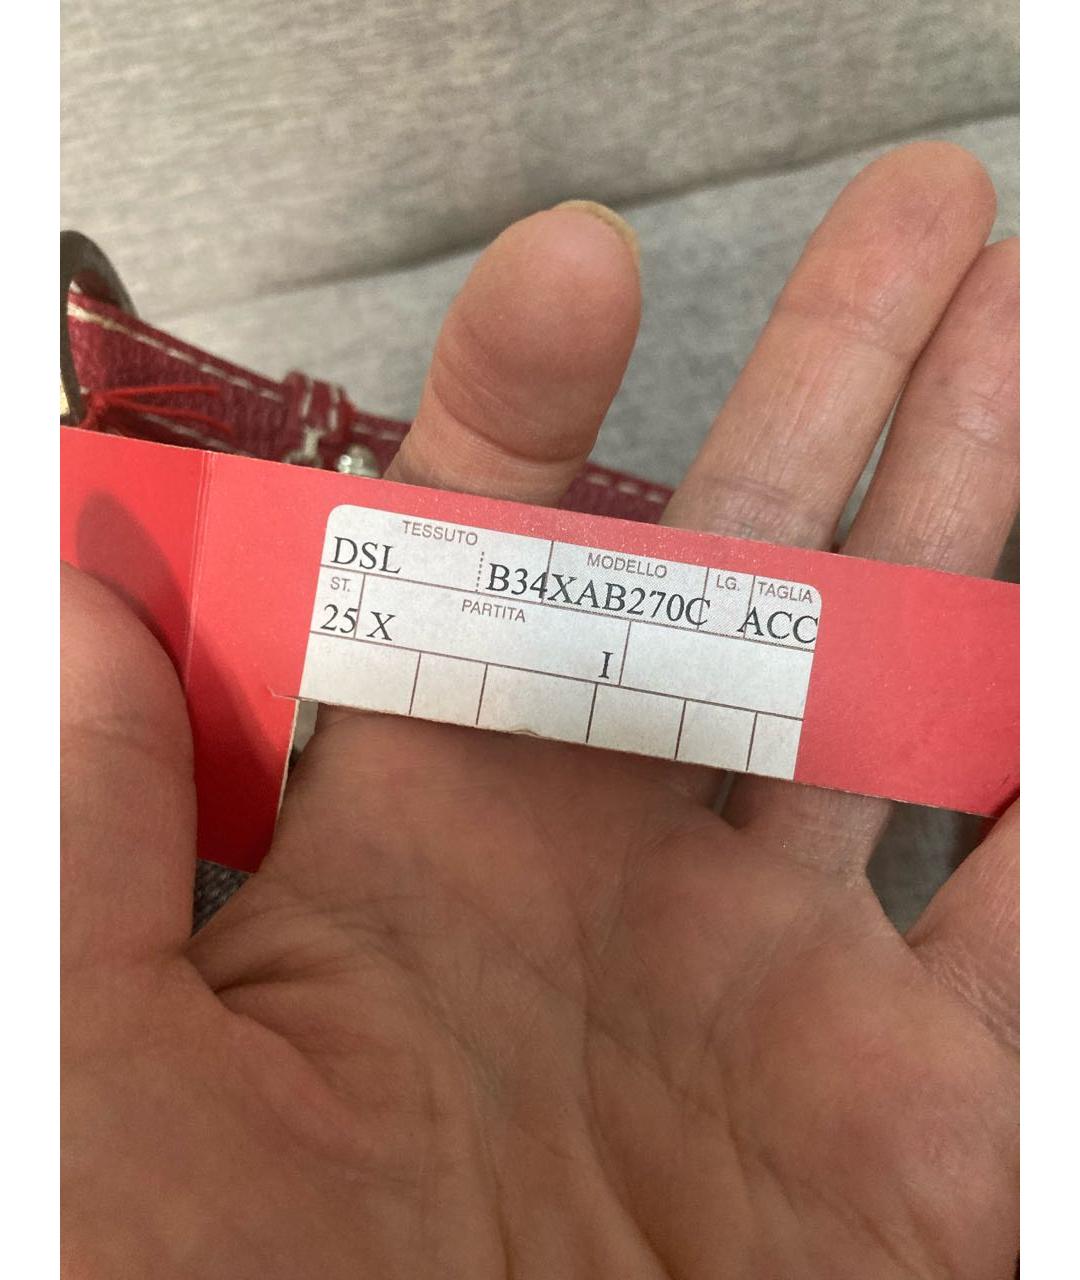 TESSUTO MODELLO LG. TAGLIA
DSL B34XAB270C ACC
ST. PARTITA
25 X I